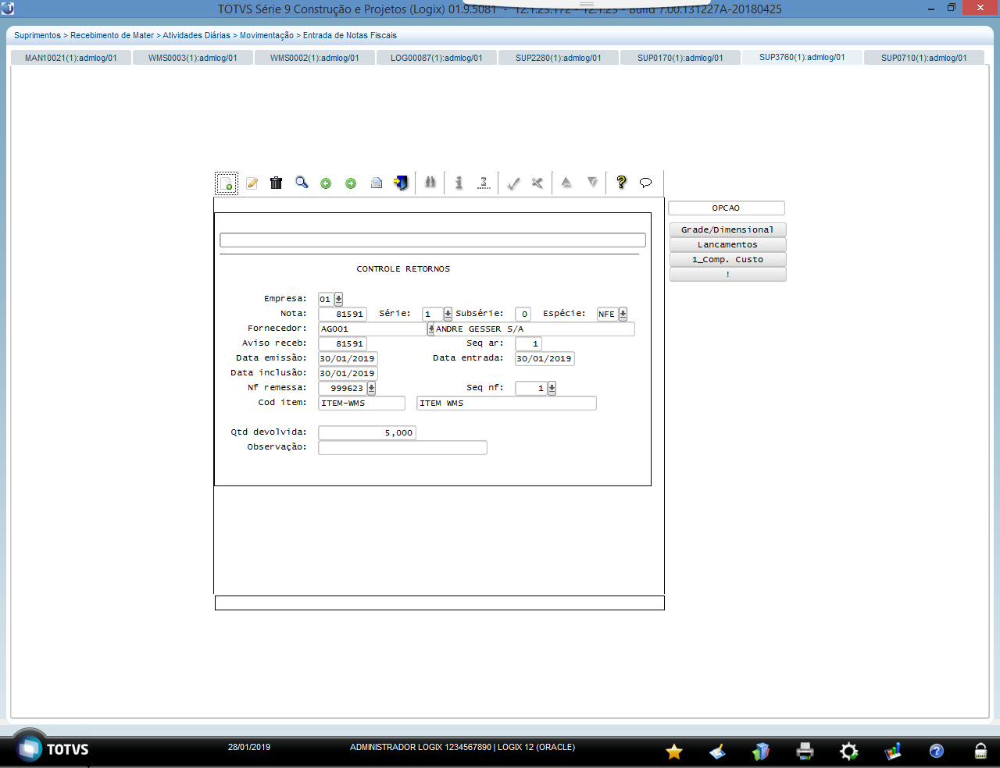 TOTVS Série 9 Construção e Projetos (Logix) 01.9.5081 - 12.1.23.172 - 12.1.23 - Build 7.00.131227A-20180425
Suprimentos > Recebimento de Mater > Atividades Diárias > Movimentação > Entrada de Notas Fiscais
MAN10021(1):admlog/01 WMS0003(1):admlog/01 WMS0002(1):admlog/01 LOG00087(1):admlog/01 SUP2280(1):admlog/01 SUP0170(1):admlog/01 SUP3760(1):admlog/01 SUP0710(1):admlog/01
OPCAO
Grade/Dimensional
Lancamentos
1_Comp. Custo
!
CONTROLE RETORNOS
Empresa: 01
Nota: 81591 Série: 1 Subsérie: 0 Espécie: NFE
Fornecedor: AG001 ANDRE GESSER S/A
Aviso receb: 81591 Seq ar: 1
Data emissão: 30/01/2019 Data entrada: 30/01/2019
Data inclusão: 30/01/2019
Nf remessa: 999623 Seq nf: 1
Cod item: ITEM-WMS ITEM WMS
Qtd devolvida: 5,000
Observação:
TOTVS 28/01/2019 ADMINISTRADOR LOGIX 1234567890 | LOGIX 12 (ORACLE)